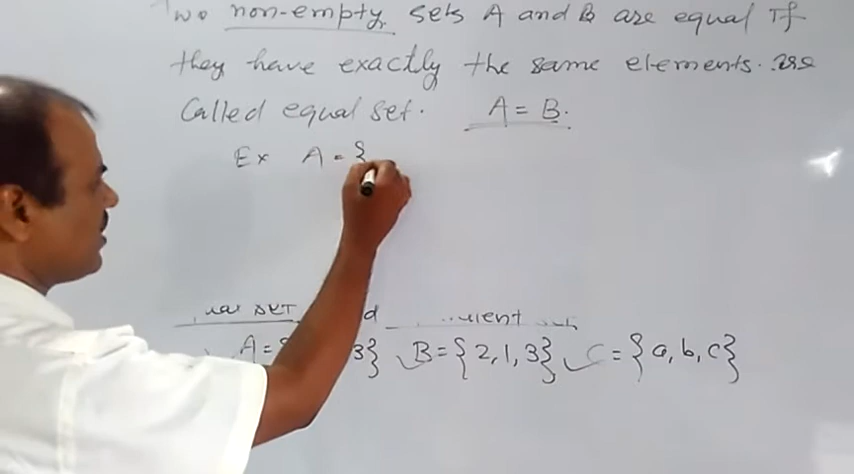 Two non-empty sets A and B are equal If
they have exactly the same elements. are
Called equal set. A = B.
Ex A = {
SET
A = { 3} B = {2, 1, 3} C = {a, b, c}